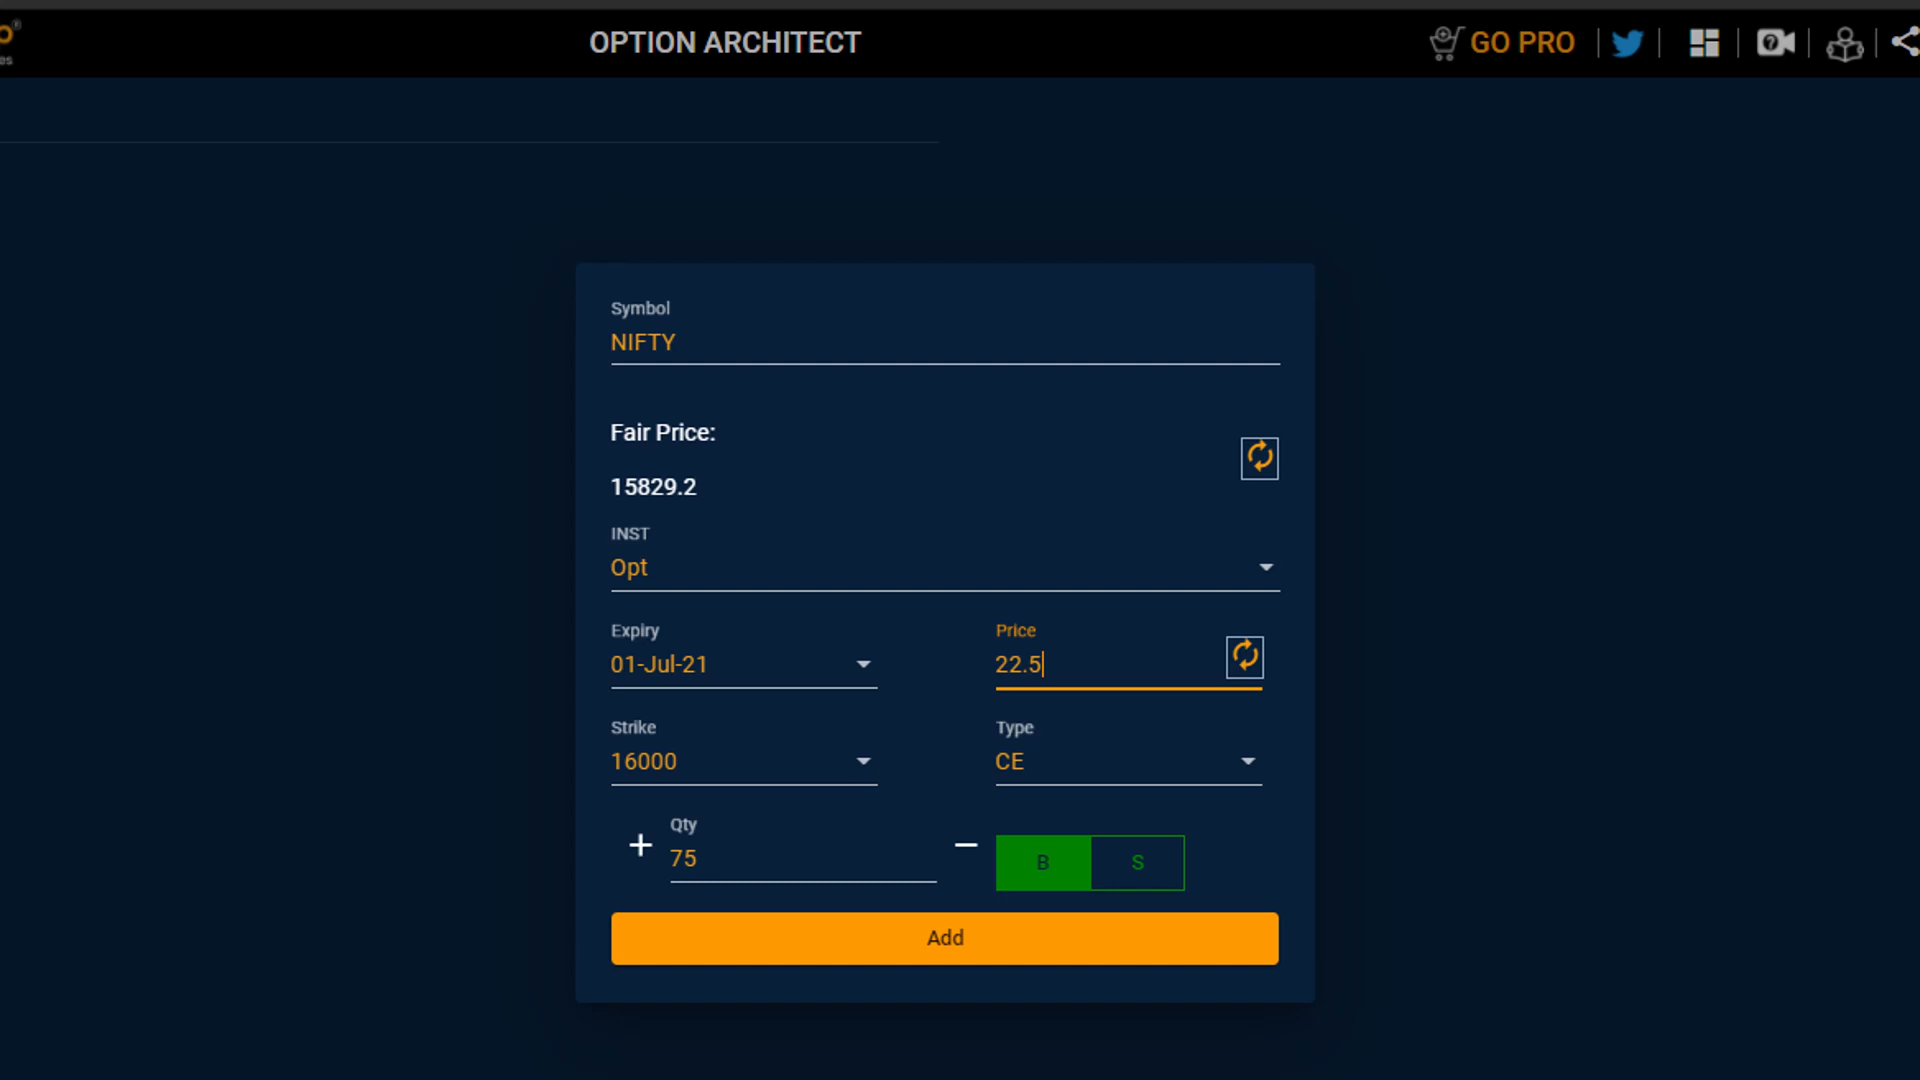 OPTION ARCHITECT
GO PRO
Symbol
NIFTY
Fair Price:
15829.2
INST
Opt
Expiry
01-Jul-21
Price
22.5
Strike
16000
Type
CE
Qty
75
B
S
Add